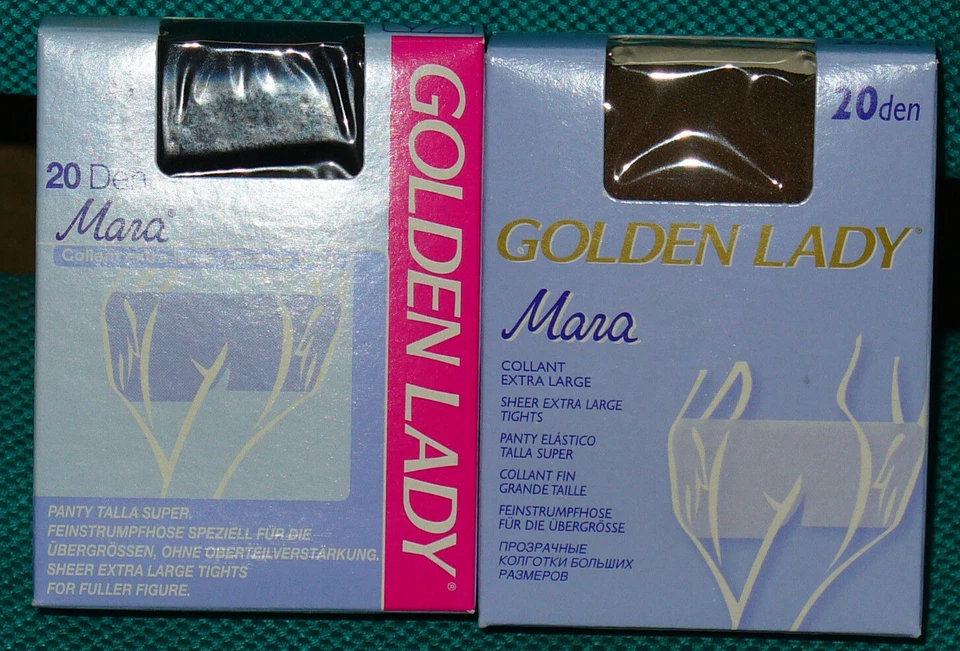 20 Den
Mara®
Collant extra
GOLDEN LADY®
PANTY TALLA SUPER.
FEINSTRUMPFHOSE SPEZIELL FÜR DIE
ÜBERGRÖSSEN, OHNE OBERTEILVERSTÄRKUNG.
SHEER EXTRA LARGE TIGHTS
FOR FULLER FIGURE.
20den
GOLDEN LADY®
Mara
COLLANT
EXTRA LARGE
SHEER EXTRA LARGE
TIGHTS
PANTY ELÁSTICO
TALLA SUPER
COLLANT FIN
GRANDE TAILLE
FEINSTRUMPFHOSE
FÜR DIE ÜBERGRÖSSE
ПРОЗРАЧНЫЕ
КОЛГОТКИ БОЛЬШИХ
РАЗМЕРОВ